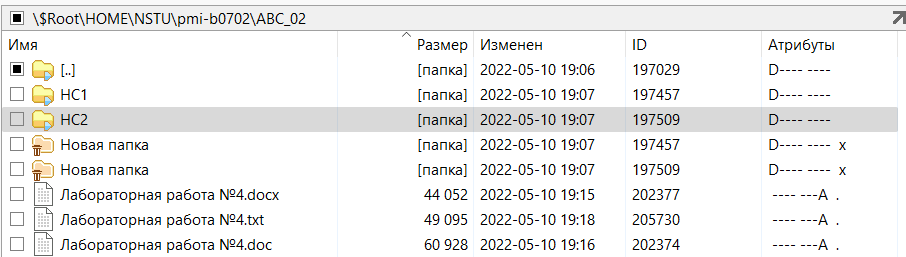 \$Root\HOME\NSTU\pmi-b0702\ABC_02
Имя Размер Изменен ID Атрибуты
[..] [папка] 2022-05-10 19:06 197029 D---- ----
HC1 [папка] 2022-05-10 19:07 197457 D---- ----
HC2 [папка] 2022-05-10 19:07 197509 D---- ----
Новая папка [папка] 2022-05-10 19:07 197457 D---- ---- x
Новая папка [папка] 2022-05-10 19:07 197509 D---- ---- x
Лабораторная работа №4.docx 44 052 2022-05-10 19:15 202377 ---- ---A .
Лабораторная работа №4.txt 49 095 2022-05-10 19:18 205730 ---- ---A .
Лабораторная работа №4.doc 60 928 2022-05-10 19:16 202374 ---- ---A .